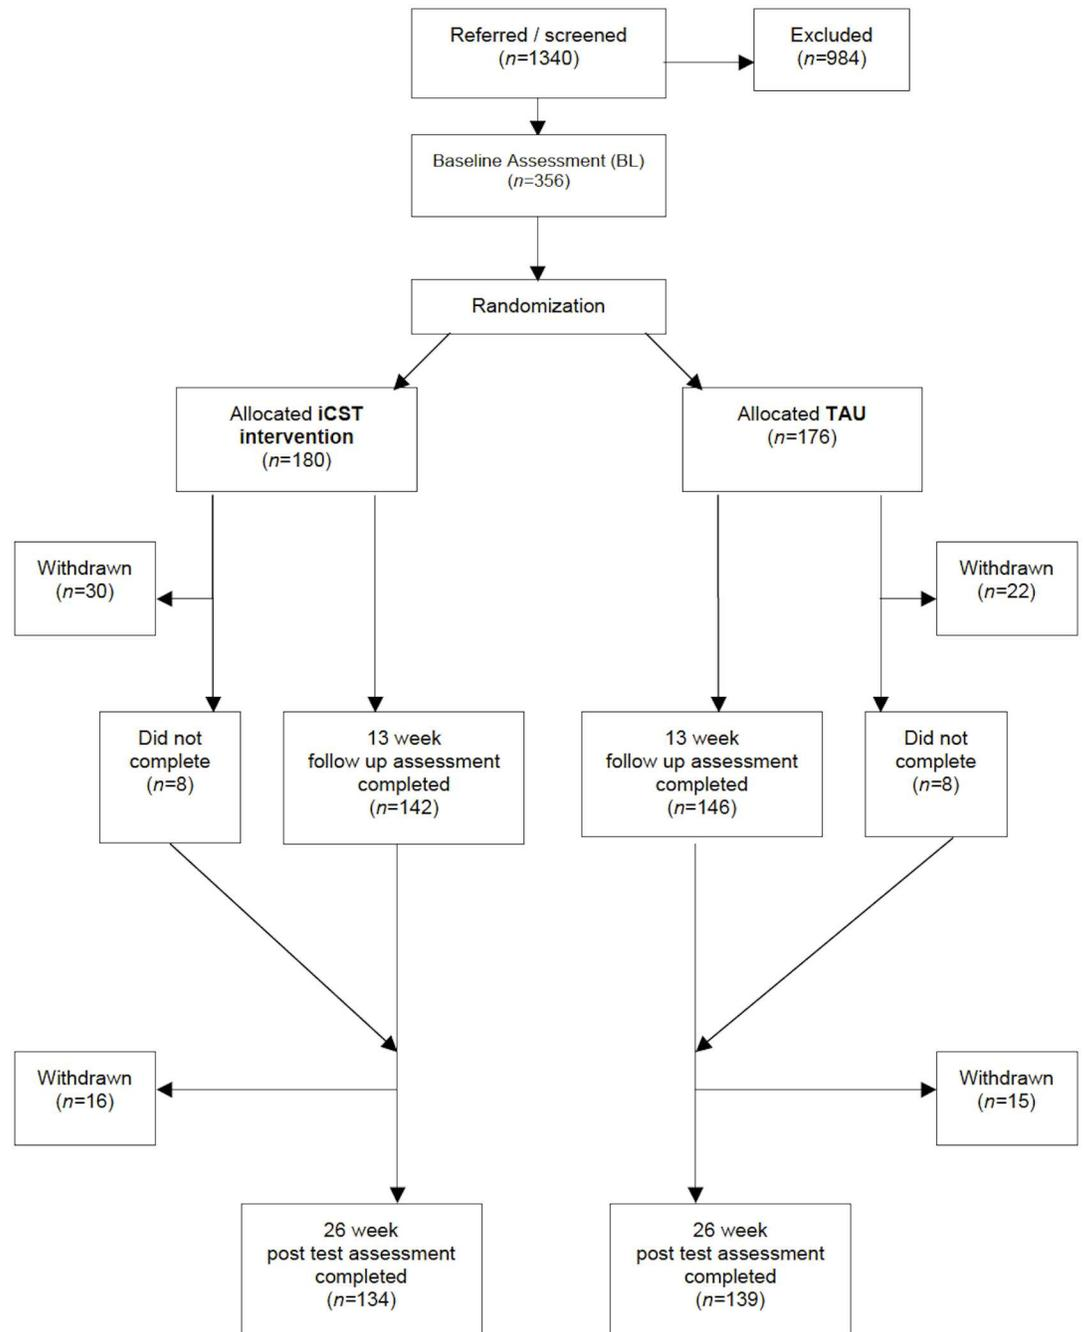 Referred / screened
(n=1340)
Excluded
(n=984)
Baseline Assessment (BL)
(n=356)
Randomization
Allocated iCST
intervention
(n=180)
Allocated TAU
(n=176)
Withdrawn
(n=30)
Withdrawn
(n=22)
Did not
complete
(n=8)
13 week
follow up assessment
completed
(n=142)
13 week
follow up assessment
completed
(n=146)
Did not
complete
(n=8)
Withdrawn
(n=16)
Withdrawn
(n=15)
26 week
post test assessment
completed
(n=134)
26 week
post test assessment
completed
(n=139)